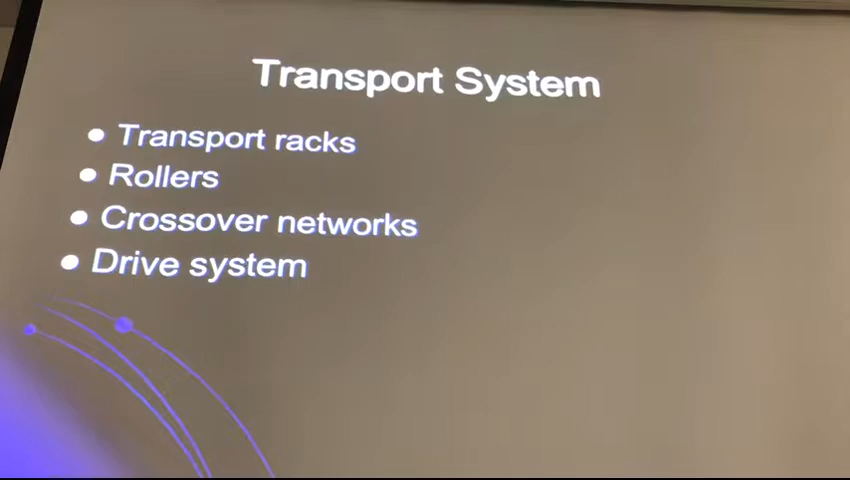 Transport System
• Transport racks
• Rollers
• Crossover networks
• Drive system